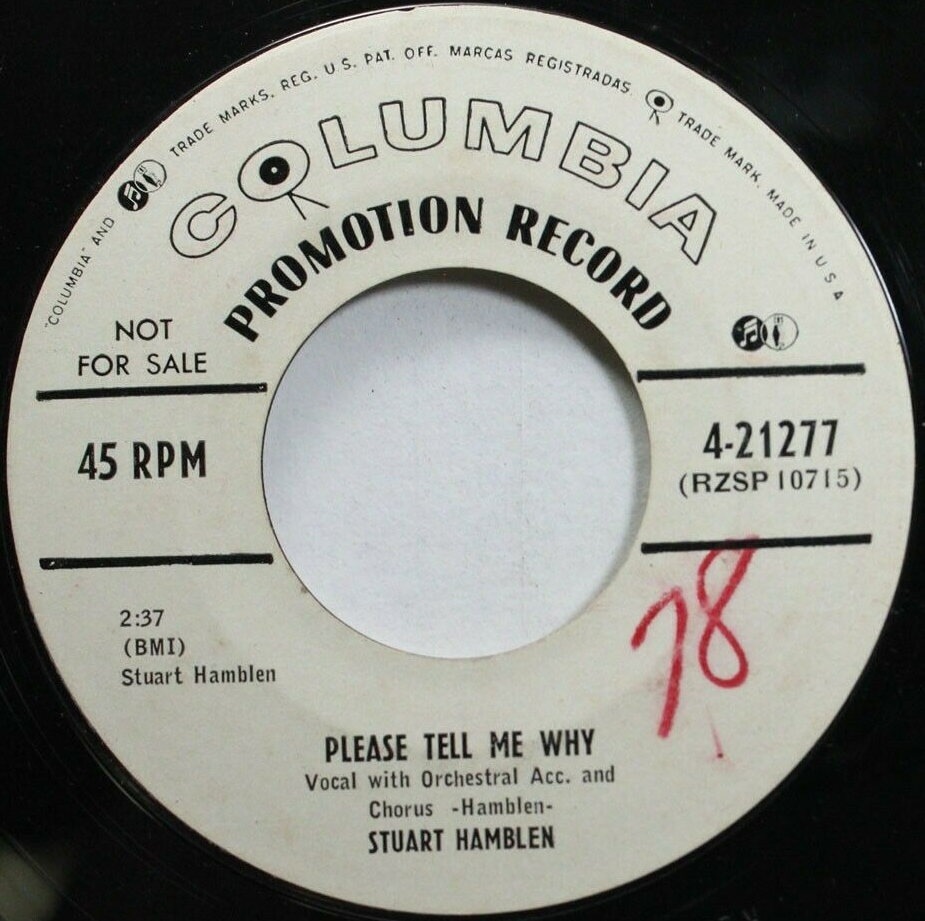 "COLUMBIA" AND TRADE MARKS. REG. U.S. PAT. OFF. MARCAS REGISTRADAS. TRADE MARK. MADE IN U S A
COLUMBIA
PROMOTION RECORD
NOT
FOR SALE
45 RPM
4-21277
(RZSP 10715)
78
2:37
(BMI)
Stuart Hamblen
PLEASE TELL ME WHY
Vocal with Orchestral Acc. and
Chorus -Hamblen-
STUART HAMBLEN